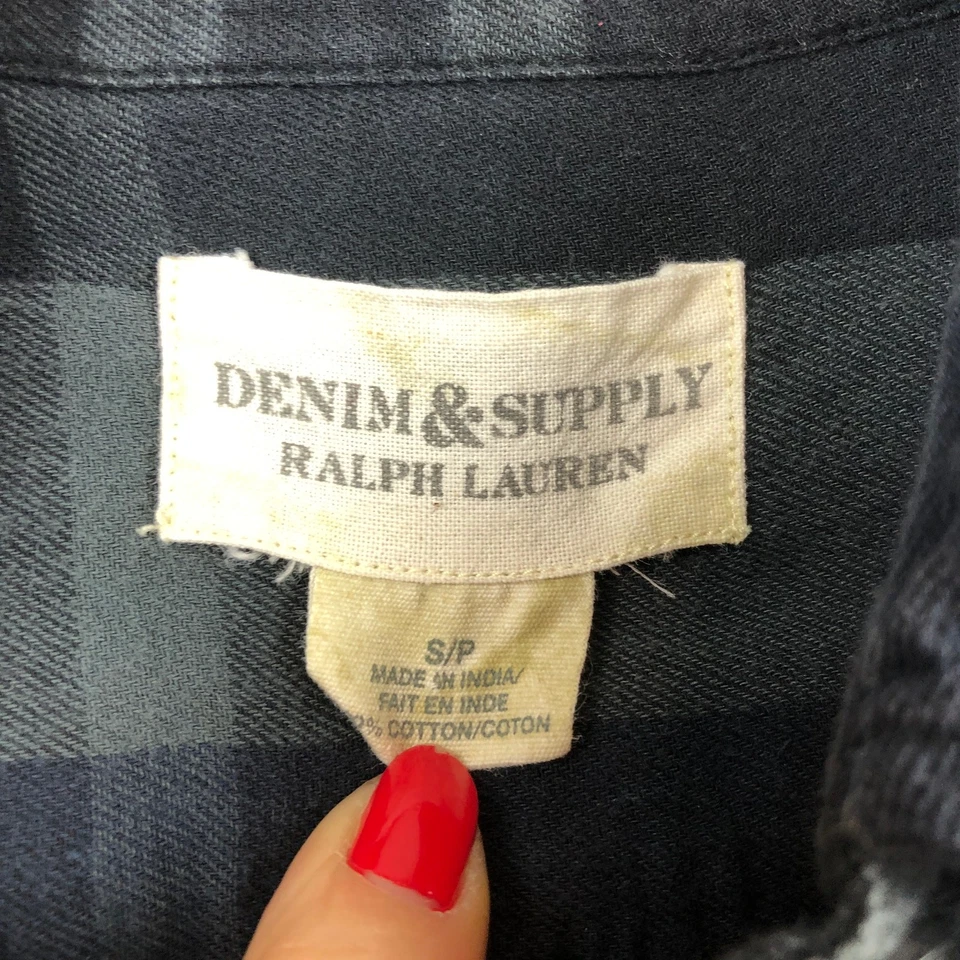 DENIM & SUPPLY
RALPH LAUREN
S/P
MADE IN INDIA/
FAIT EN INDE
% COTTON/COTON